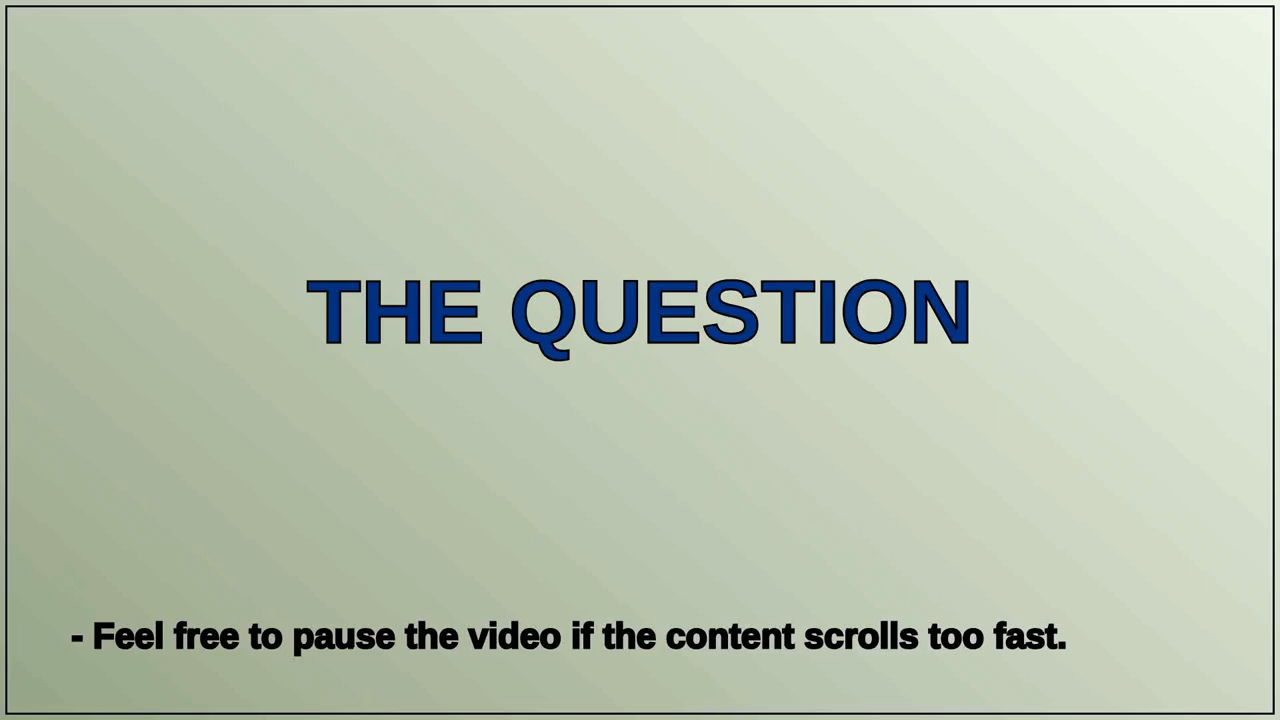 THE QUESTION
- Feel free to pause the video if the content scrolls too fast.